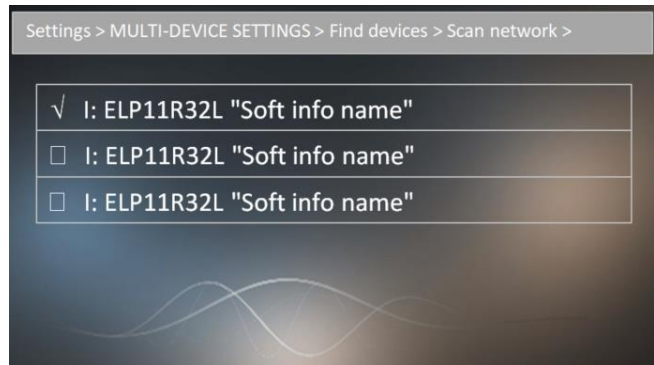 Settings > MULTI-DEVICE SETTINGS > Find devices > Scan network >
√ I: ELP11R32L "Soft info name"
□ I: ELP11R32L "Soft info name"
□ I: ELP11R32L "Soft info name"